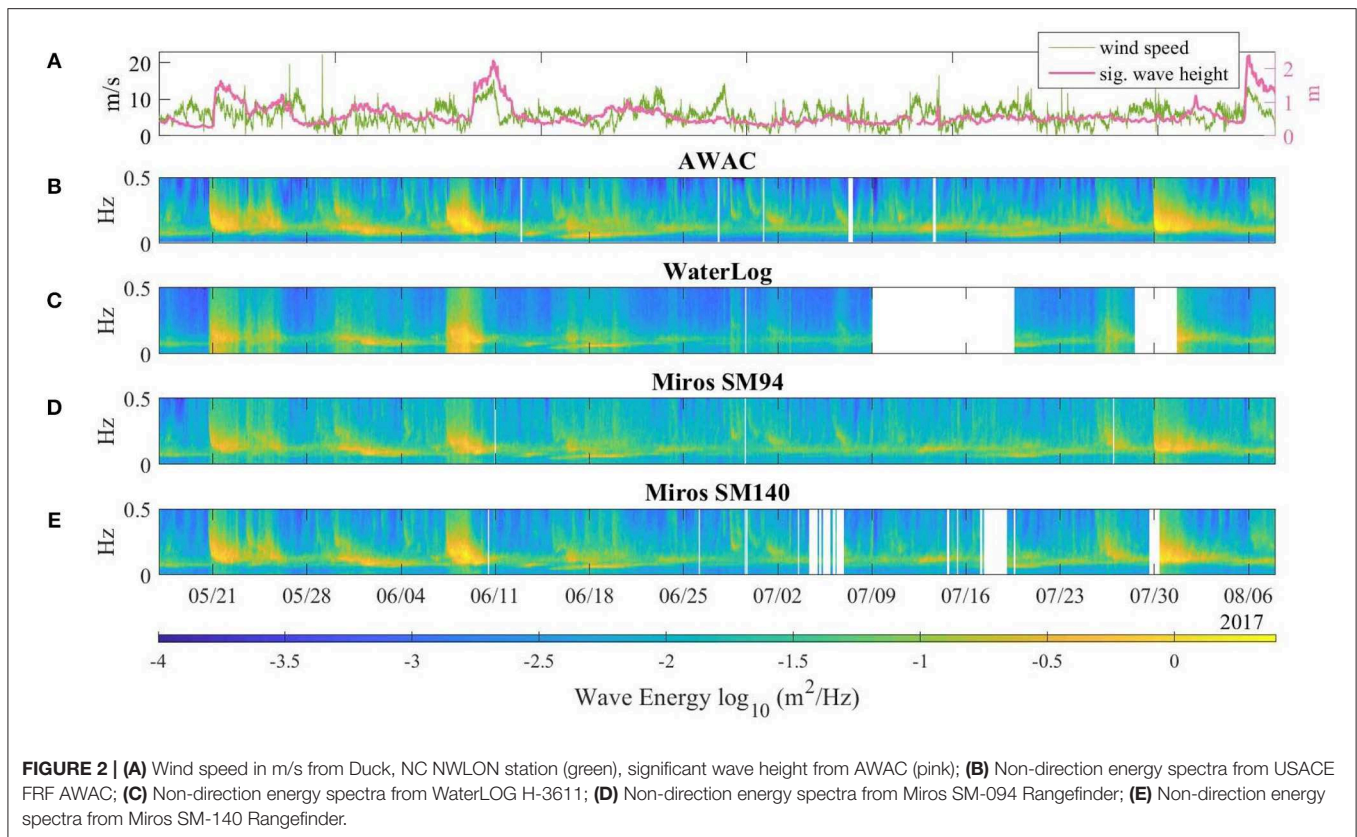 A
m/s
20
10
0
wind speed
sig. wave height
2
1
0
m
AWAC
B
Hz
0.5
0
WaterLog
C
Hz
0.5
0
Miros SM94
D
Hz
0.5
0
Miros SM140
E
Hz
0.5
0
05/21 05/28 06/04 06/11 06/18 06/25 07/02 07/09 07/16 07/23 07/30 08/06
2017
-4 -3.5 -3 -2.5 -2 -1.5 -1 -0.5 0
Wave Energy log10 (m2/Hz)
FIGURE 2 | (A) Wind speed in m/s from Duck, NC NWLON station (green), significant wave height from AWAC (pink); (B) Non-direction energy spectra from USACE
FRF AWAC; (C) Non-direction energy spectra from WaterLOG H-3611; (D) Non-direction energy spectra from Miros SM-094 Rangefinder; (E) Non-direction energy
spectra from Miros SM-140 Rangefinder.